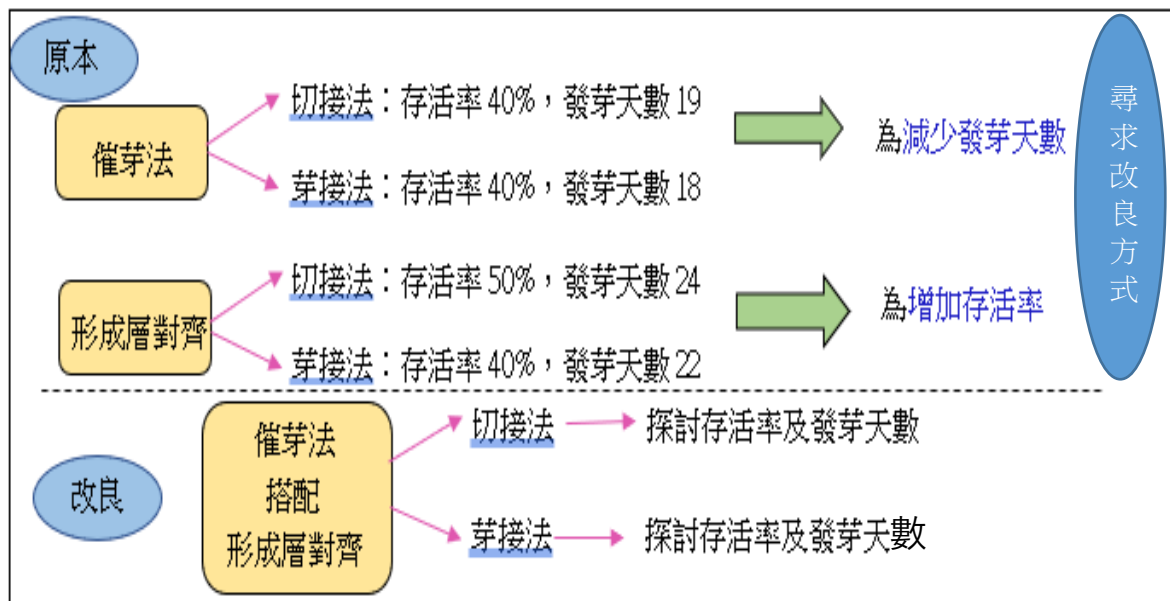 原本
催芽法
切接法：存活率 40%，發芽天數 19
芽接法：存活率 40%，發芽天數 18
為減少發芽天數
形成層對齊
切接法：存活率 50%，發芽天數 24
芽接法：存活率 40%，發芽天數 22
為增加存活率
尋求改良方式
改良
催芽法
搭配
形成層對齊
切接法
探討存活率及發芽天數
芽接法
探討存活率及發芽天數